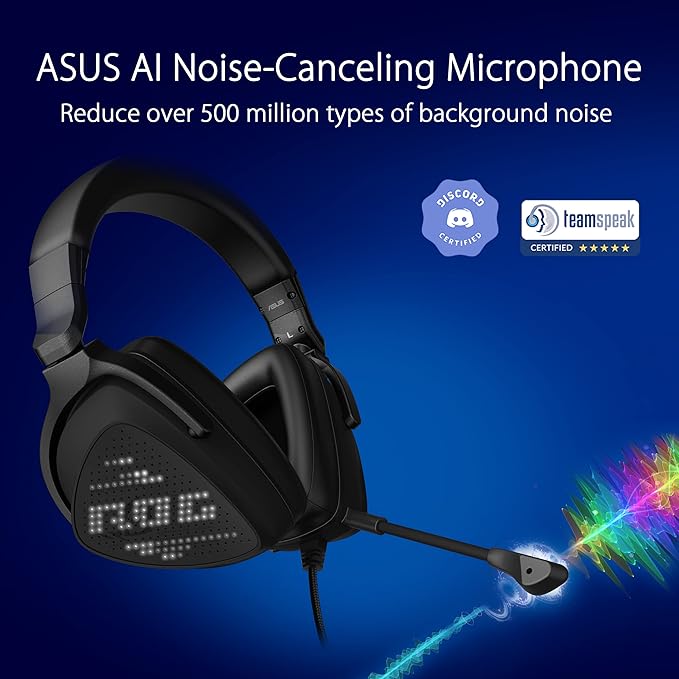 ASUS AI Noise-Canceling Microphone
Reduce over 500 million types of background noise
DISCORD
CERTIFIED
teamspeak
CERTIFIED ★★★★★
ASUS
L
ROG